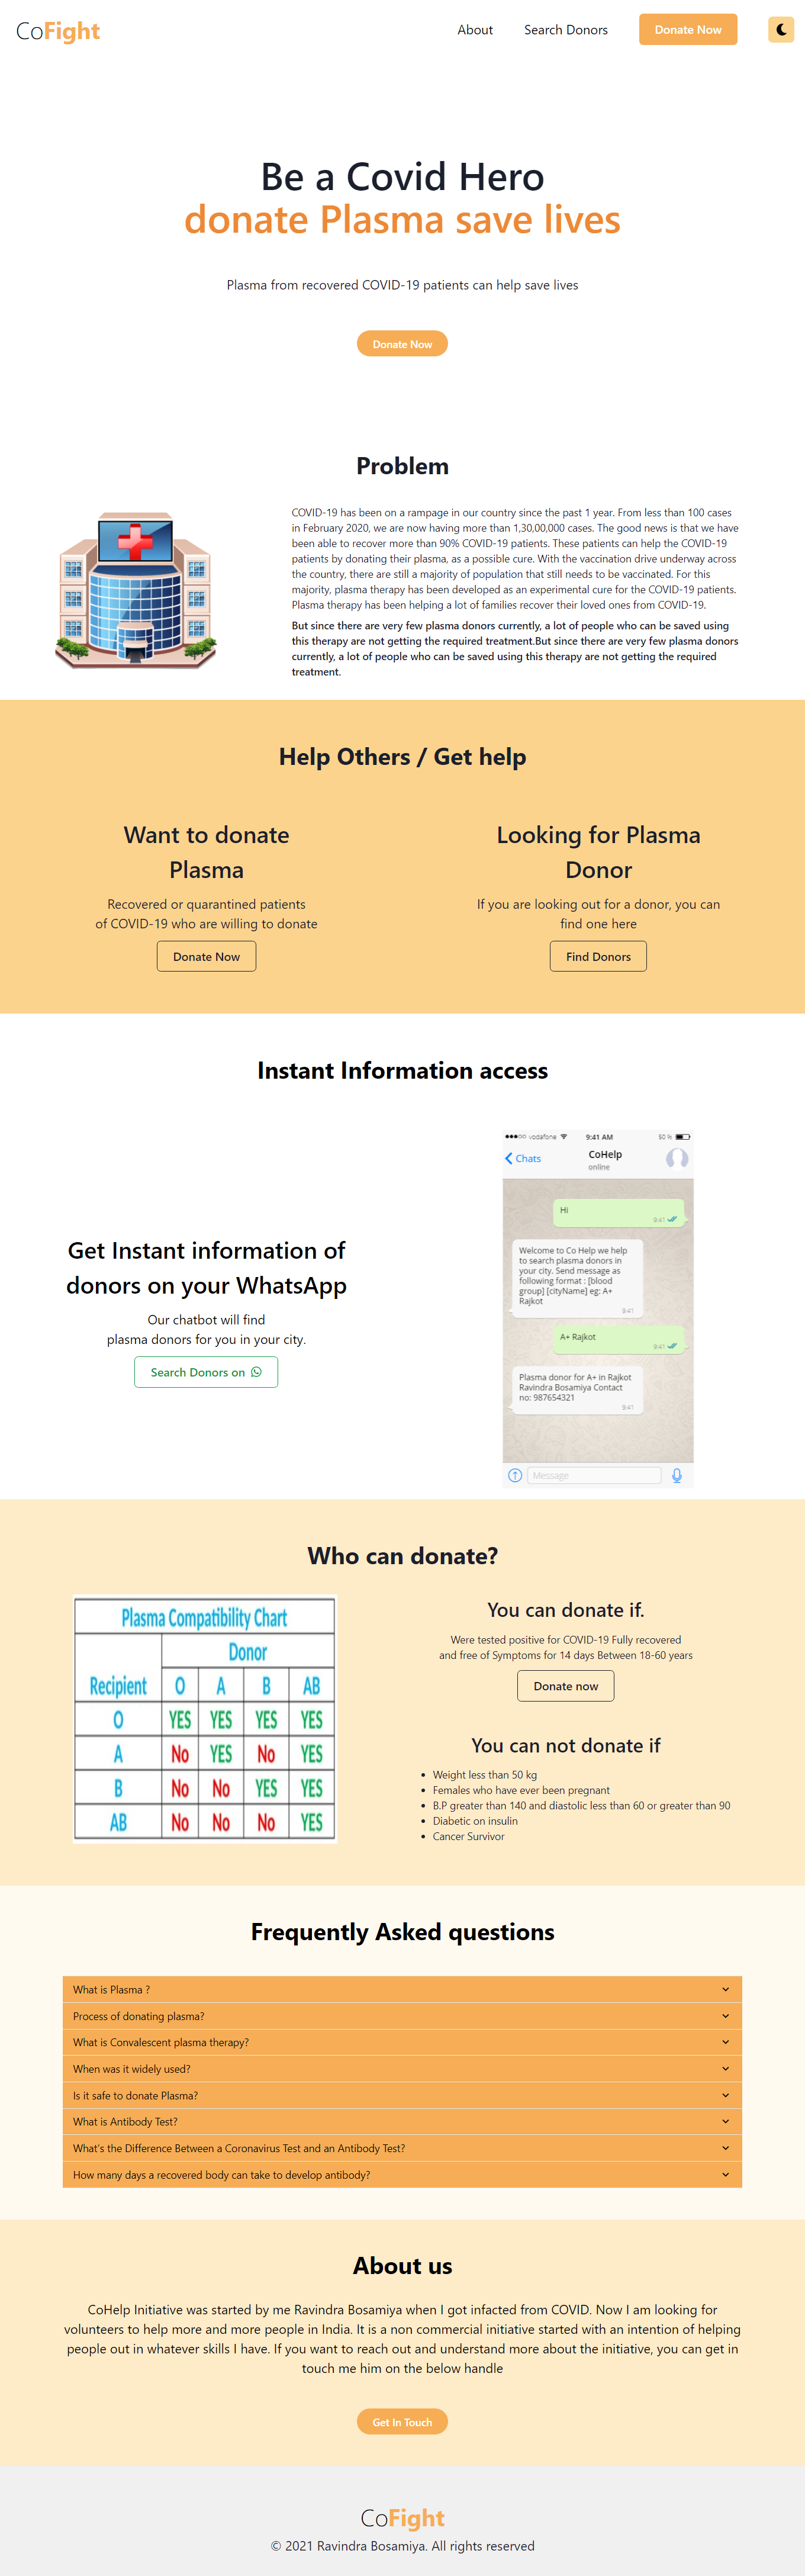 CoFight
About
Search Donors
Donate Now
Be a Covid Hero
donate Plasma save lives
Plasma from recovered COVID-19 patients can help save lives
Donate Now
Problem
COVID-19 has been on a rampage in our country since the past 1 year. From less than 100 cases
in February 2020, we are now having more than 1,30,00,000 cases. The good news is that we have
been able to recover more than 90% COVID-19 patients. These patients can help the COVID-19
patients by donating their plasma, as a possible cure. With the vaccination drive underway across
the country, there are still a majority of population that still needs to be vaccinated. For this
majority, plasma therapy has been developed as an experimental cure for the COVID-19 patients.
Plasma therapy has been helping a lot of families recover their loved ones from COVID-19.
But since there are very few plasma donors currently, a lot of people who can be saved using
this therapy are not getting the required treatment.But since there are very few plasma donors
currently, a lot of people who can be saved using this therapy are not getting the required
treatment.
Help Others / Get help
Want to donate
Plasma
Recovered or quarantined patients
of COVID-19 who are willing to donate
Donate Now
Looking for Plasma
Donor
If you are looking out for a donor, you can
find one here
Find Donors
Instant Information access
Get Instant information of
donors on your WhatsApp
Our chatbot will find
plasma donors for you in your city.
Search Donors on
vodafone
9:41 AM
50 %
Chats
CoHelp
online
Hi
9:41
Welcome to Co Help we help
to search plasma donors in
your city. Send message as
following format : [blood
group] [cityName] eg: A+
Rajkot
9:41
A+ Rajkot
9:41
Plasma donor for A+ in Rajkot
Ravindra Bosamiya Contact
no: 987654321
9:41
Message
Who can donate?
Plasma Compatibility Chart
Donor
Recipient O A B AB
O YES YES YES YES
A No YES No YES
B No No YES YES
AB No No No YES
You can donate if.
Were tested positive for COVID-19 Fully recovered
and free of Symptoms for 14 days Between 18-60 years
Donate now
You can not donate if
Weight less than 50 kg
Females who have ever been pregnant
B.P greater than 140 and diastolic less than 60 or greater than 90
Diabetic on insulin
Cancer Survivor
Frequently Asked questions
What is Plasma ?
Process of donating plasma?
What is Convalescent plasma therapy?
When was it widely used?
Is it safe to donate Plasma?
What is Antibody Test?
What's the Difference Between a Coronavirus Test and an Antibody Test?
How many days a recovered body can take to develop antibody?
About us
CoHelp Initiative was started by me Ravindra Bosamiya when I got infacted from COVID. Now I am looking for
volunteers to help more and more people in India. It is a non commercial initiative started with an intention of helping
people out in whatever skills I have. If you want to reach out and understand more about the initiative, you can get in
touch me him on the below handle
Get In Touch
CoFight
© 2021 Ravindra Bosamiya. All rights reserved